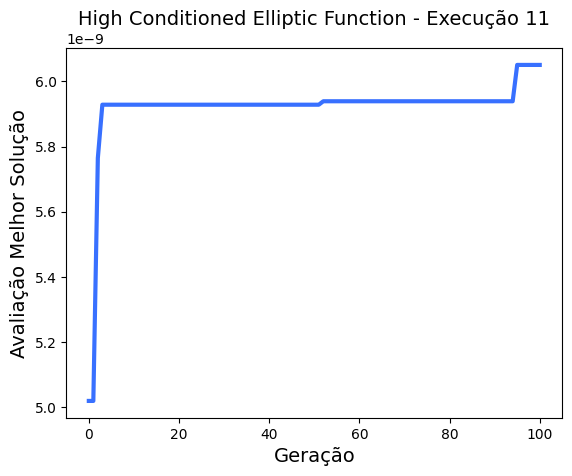 High Conditioned Elliptic Function - Execução 11
1e−9
6.0
5.8
5.6
5.4
5.2
5.0
Avaliação Melhor Solução
0 20 40 60 80 100
Geração